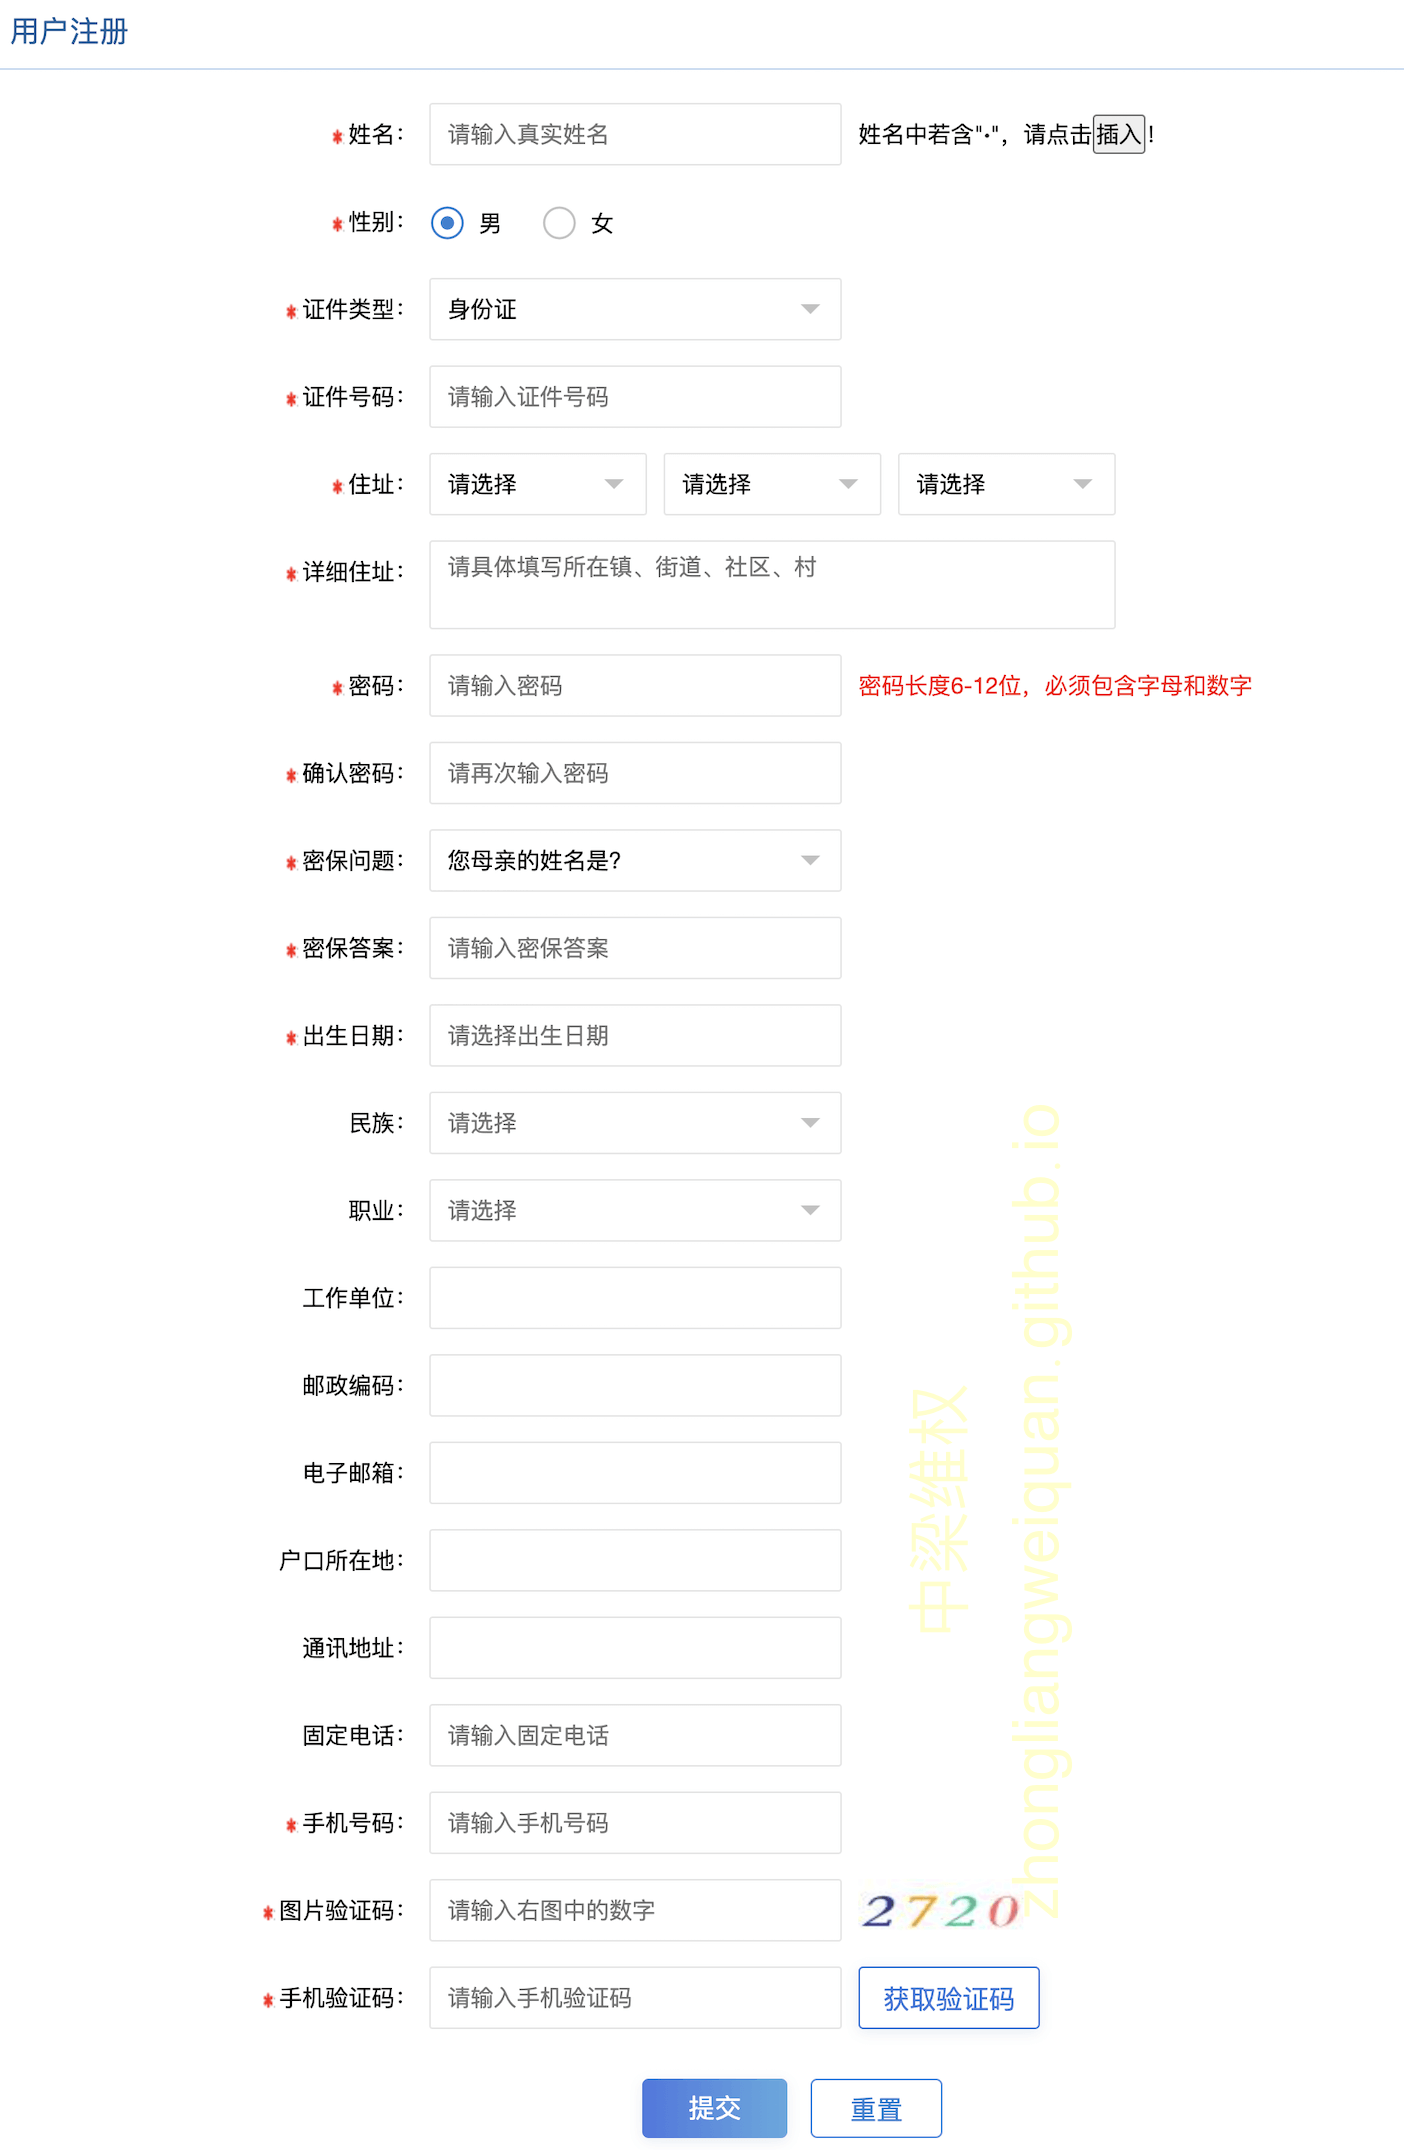 用户注册
*姓名： 请输入真实姓名 姓名中若含"·"，请点击插入！
*性别： 男 女
*证件类型： 身份证
*证件号码： 请输入证件号码
*住址： 请选择 请选择 请选择
*详细住址： 请具体填写所在镇、街道、社区、村
*密码： 请输入密码 密码长度6-12位，必须包含字母和数字
*确认密码： 请再次输入密码
*密保问题： 您母亲的姓名是?
*密保答案： 请输入密保答案
*出生日期： 请选择出生日期
民族： 请选择
职业： 请选择
工作单位：
邮政编码：
电子邮箱：
户口所在地：
通讯地址：
固定电话： 请输入固定电话
*手机号码： 请输入手机号码
*图片验证码： 请输入右图中的数字 2720
*手机验证码： 请输入手机验证码 获取验证码
提交 重置
中梁维权
zhongliangweiquan.github.io